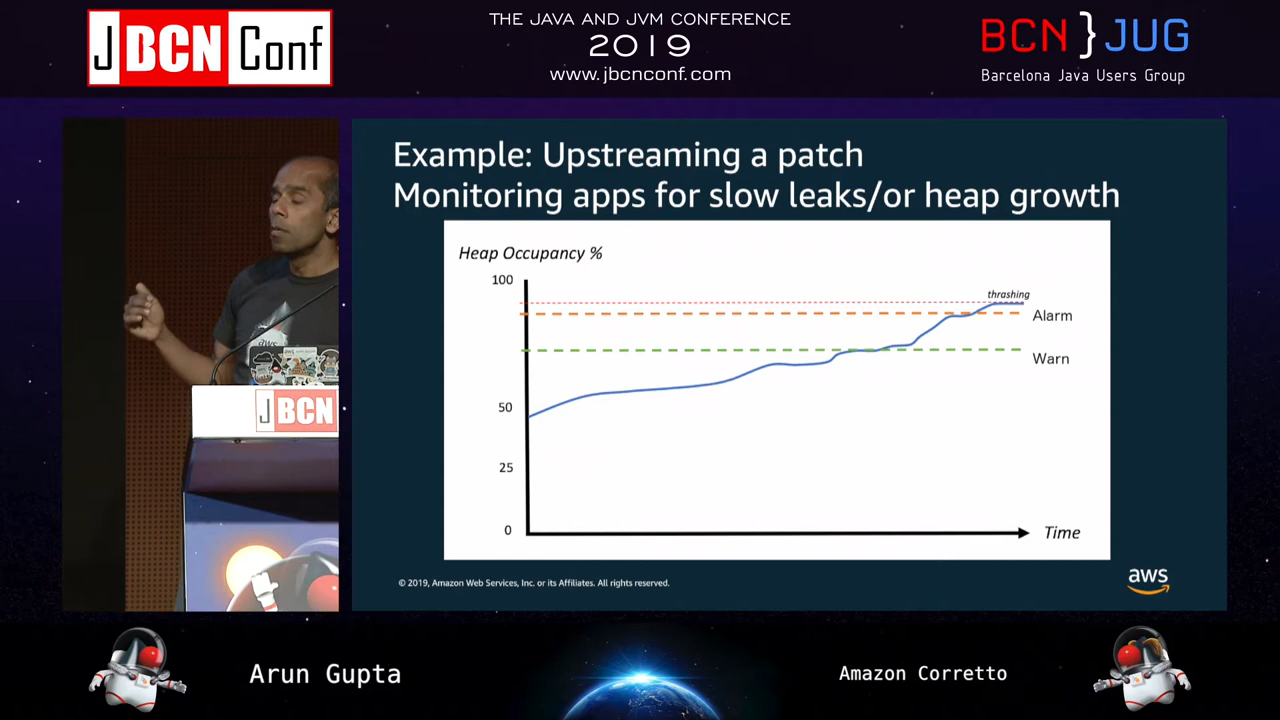 JBCNConf
THE JAVA AND JVM CONFERENCE
2019
www.jbcnconf.com
BCN}JUG
Barcelona Java Users Group
Example: Upstreaming a patch
Monitoring apps for slow leaks/or heap growth
Heap Occupancy %
100
thrashing
Alarm
Warn
50
25
0
Time
© 2019, Amazon Web Services, Inc. or its Affiliates. All rights reserved.
aws
aws
JBCN
Arun Gupta
Amazon Corretto